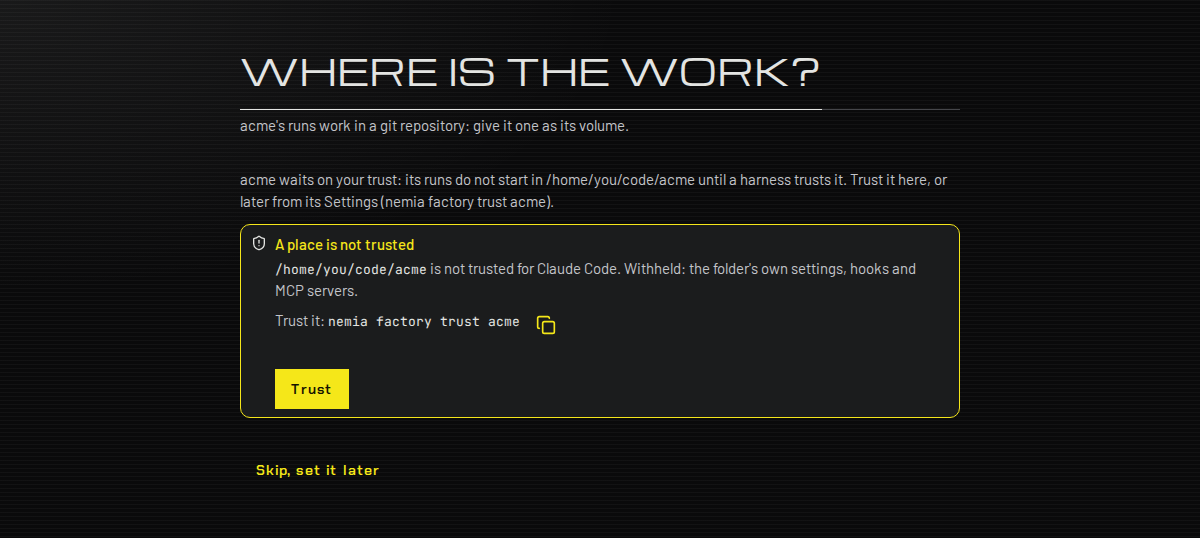 WHERE IS THE WORK?
acme's runs work in a git repository: give it one as its volume.
acme waits on your trust: its runs do not start in /home/you/code/acme until a harness trusts it. Trust it here, or
later from its Settings (nemia factory trust acme).
A place is not trusted
/home/you/code/acme is not trusted for Claude Code. Withheld: the folder's own settings, hooks and
MCP servers.
Trust it: nemia factory trust acme
Trust
Skip, set it later